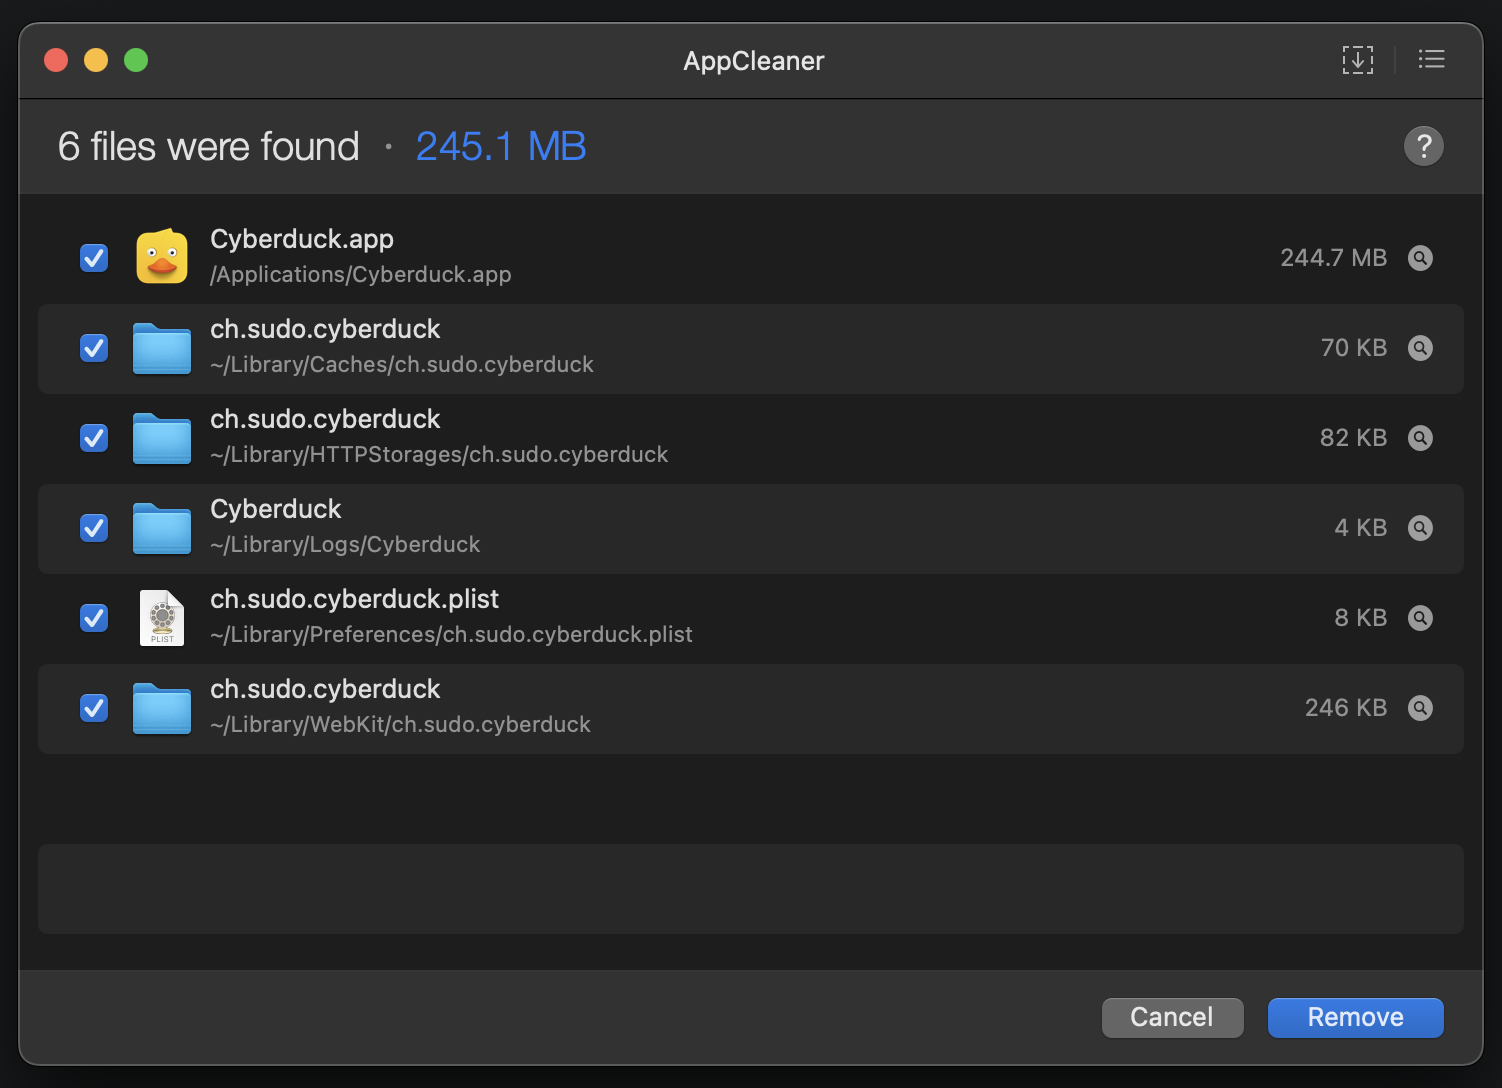 AppCleaner
6 files were found · 245.1 MB
?
Cyberduck.app
/Applications/Cyberduck.app
244.7 MB
ch.sudo.cyberduck
~/Library/Caches/ch.sudo.cyberduck
70 KB
ch.sudo.cyberduck
~/Library/HTTPStorages/ch.sudo.cyberduck
82 KB
Cyberduck
~/Library/Logs/Cyberduck
4 KB
PLIST
ch.sudo.cyberduck.plist
~/Library/Preferences/ch.sudo.cyberduck.plist
8 KB
ch.sudo.cyberduck
~/Library/WebKit/ch.sudo.cyberduck
246 KB
Cancel
Remove